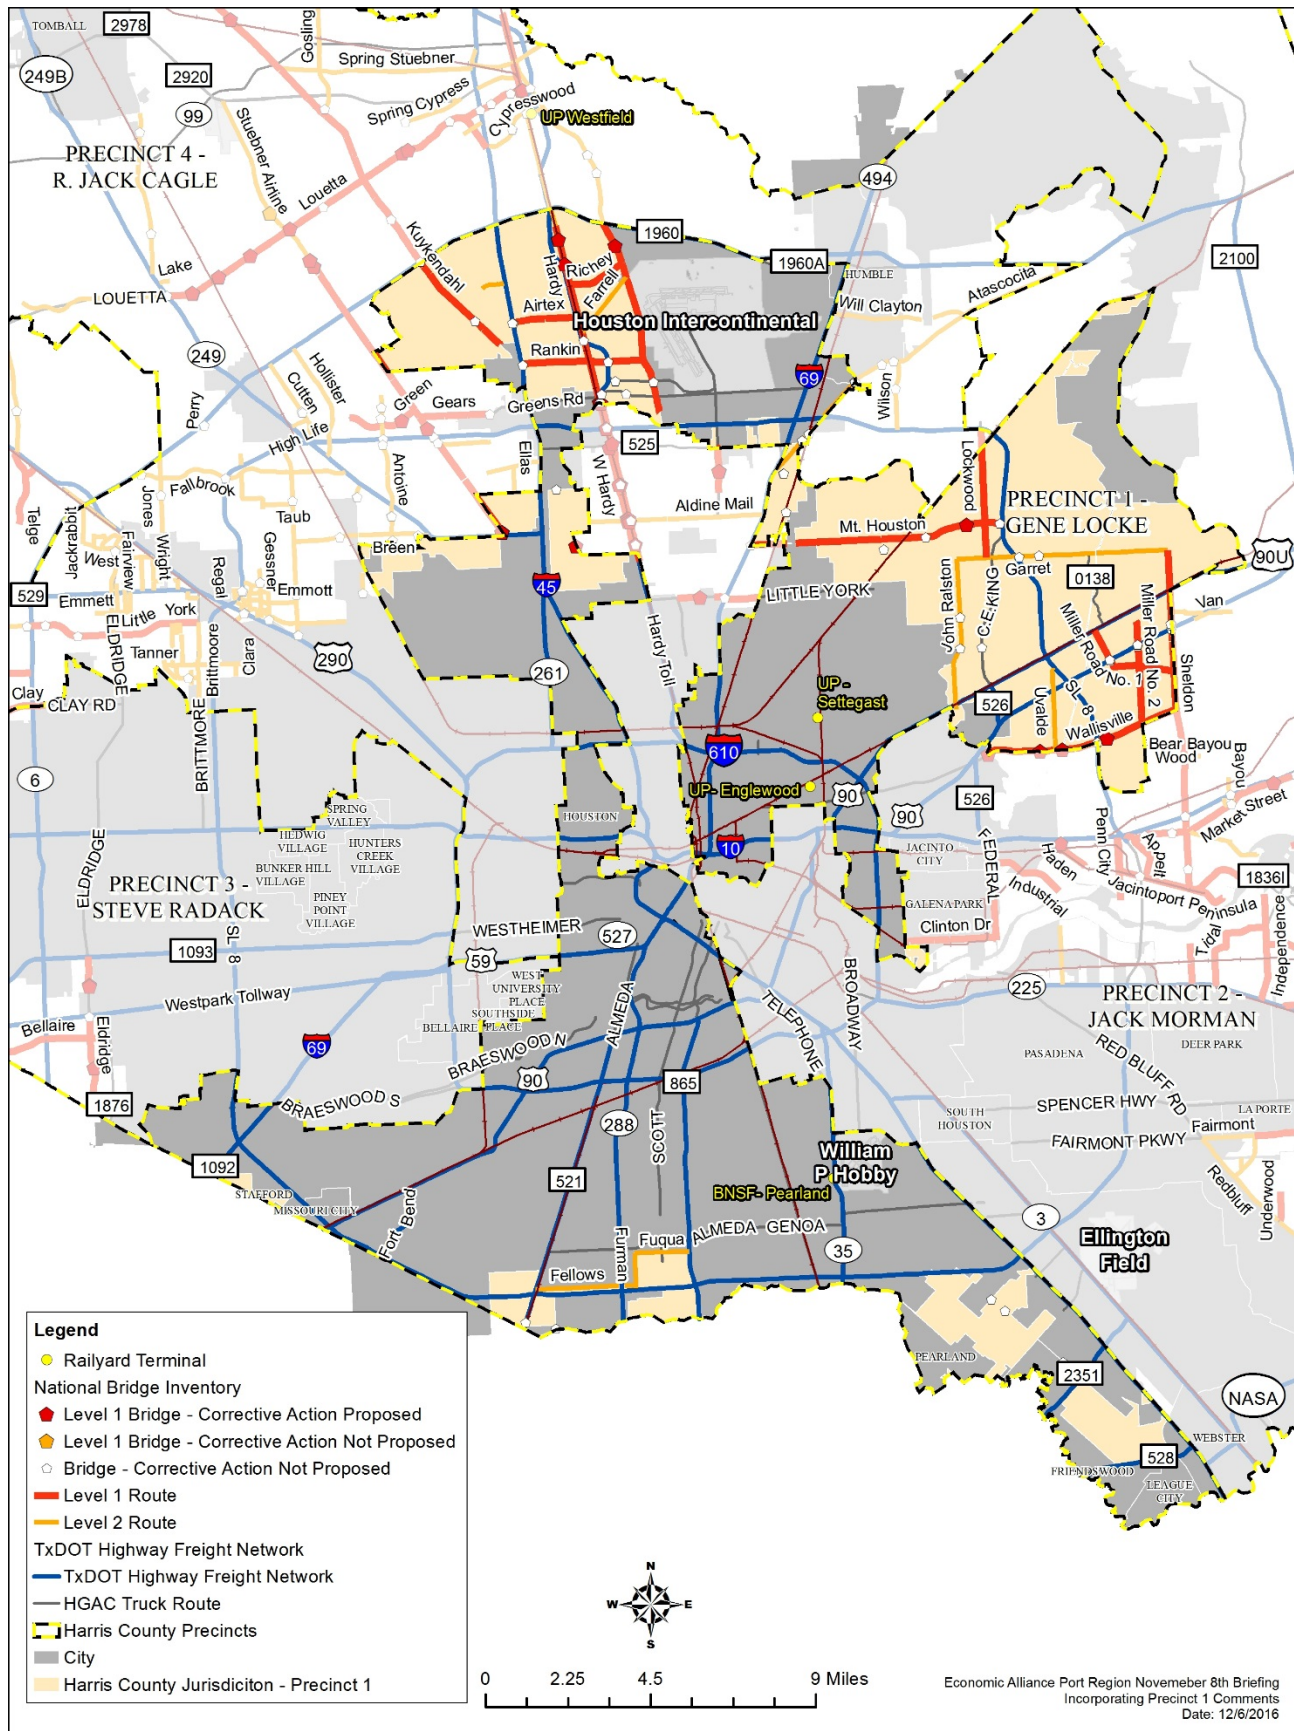 TOMBALL
2978
Gosling
Spring Stuebner
249B
2920
99
Spring Cypress
Cypresswood
UP Westfield
PRECINCT 4 -
R. JACK CAGLE
Stuebner Airline
Louetta
494
Kuykendahl
1960
1960A
HUMBLE
2100
Lake
LOUETTA
Hardy
Richey
Farrell
Airtex
Houston Intercontinental
Will Clayton
Atascocita
249
Rankin
Hollister
Cutten
Perry
Green
Gears
Greens Rd
69
Wilson
High Life
Ellas
525
W Hardy
Lockwood
Antoine
Fallbrook
Jones
Taub
Aldine Mail
Mt. Houston
PRECINCT 1 -
GENE LOCKE
Telge
Jackrabbit
West
Fairview
Wright
Gessner
Breen
90U
Garret
0138
529
Emmett
Regal
Emmott
45
LITTLE YORK
John Ralston
C.E.KING
Miller Road No. 1
Miller Road No. 2
Van
Little York
ELDRIDGE
Tanner
Brittmoore
Clara
290
Hardy Toll
Sheldon
261
UP -
Settegast
526
Uvalde
SL 8
Wallisville
Clay
CLAY RD
BRITTMORE
610
Bear Bayou
Wood
Bayou
6
UP- Englewood
90
90
526
Market Street
SPRING
VALLEY
HEDWIG
VILLAGE
HUNTERS
CREEK
VILLAGE
HOUSTON
10
JACINTO
CITY
FEDERAL
Penn City
Appelt
Haden
ELDRIDGE
BUNKER HILL
VILLAGE
PRECINCT 3 -
STEVE RADACK
PINEY
POINT
VILLAGE
GALENA PARK
Industrial
Jacintoport Peninsula
1836I
Clinton Dr
Tidal
Independence
WESTHEIMER
527
1093
SL 8
59
WEST
UNIVERSITY
PLACE
SOUTHSIDE
PLACE
BELLAIRE
Westpark Tollway
BROADWAY
225
PRECINCT 2 -
JACK MORMAN
DEER PARK
TELEPHONE
ALMEDA
Bellaire
Eldridge
69
BRAESWOOD N
PASADENA
RED BLUFF RD
90
865
BRAESWOOD S
1876
SPENCER HWY
LA PORTE
SOUTH
HOUSTON
Fairmont
FAIRMONT PKWY
288
SCOTT
William
P Hobby
1092
STAFFORD
MISSOURI CITY
521
BNSF- Pearland
Redbluff
Underwood
Fort Bend
Furman
Fuqua
ALMEDA GENOA
35
3
Ellington
Field
Fellows
PEARLAND
2351
NASA
WEBSTER
528
FRIENDSWOOD
LEAGUE
CITY
Legend
Railyard Terminal
National Bridge Inventory
Level 1 Bridge - Corrective Action Proposed
Level 1 Bridge - Corrective Action Not Proposed
Bridge - Corrective Action Not Proposed
Level 1 Route
Level 2 Route
TxDOT Highway Freight Network
TxDOT Highway Freight Network
HGAC Truck Route
Harris County Precincts
City
Harris County Jurisdiciton - Precinct 1
N
W
E
S
0 2.25 4.5 9 Miles
Economic Alliance Port Region Novemeber 8th Briefing
Incorporating Precinct 1 Comments
Date: 12/6/2016